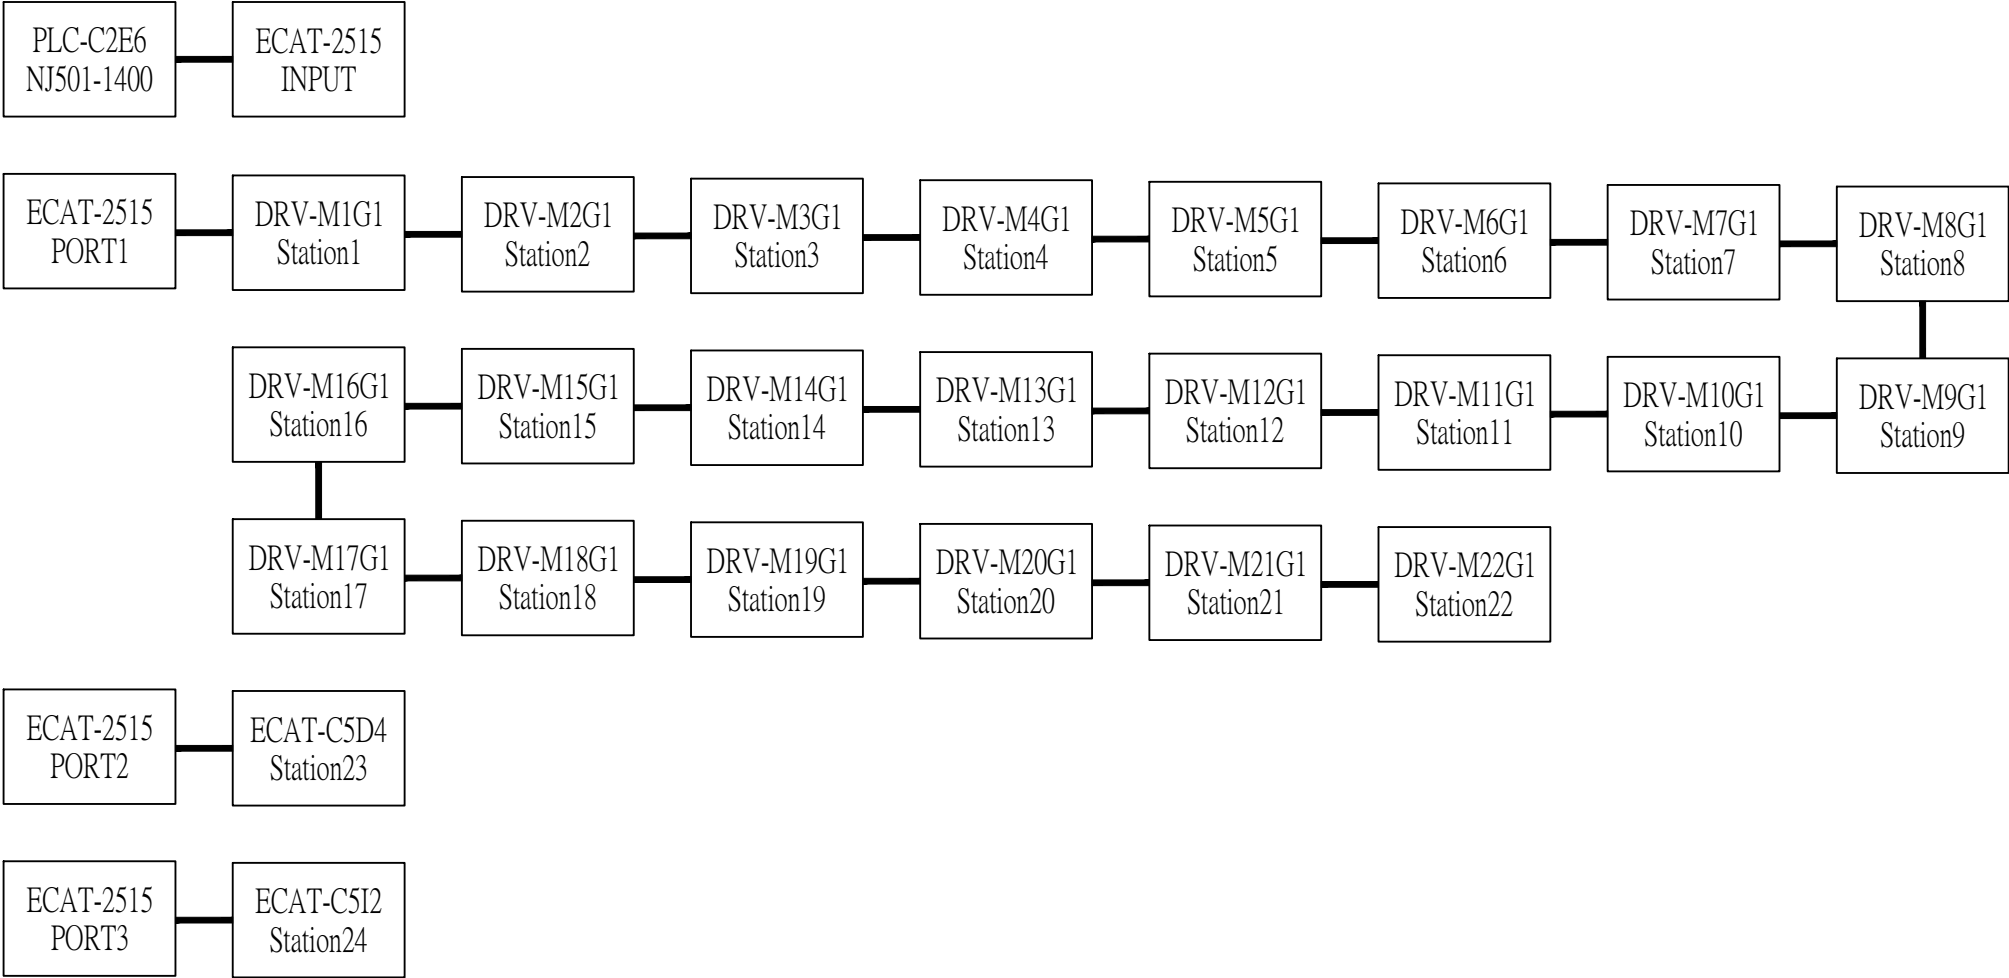 PLC-C2E6
NJ501-1400
ECAT-2515
INPUT
ECAT-2515
PORT1
DRV-M1G1
Station1
DRV-M2G1
Station2
DRV-M3G1
Station3
DRV-M4G1
Station4
DRV-M5G1
Station5
DRV-M6G1
Station6
DRV-M7G1
Station7
DRV-M8G1
Station8
DRV-M16G1
Station16
DRV-M15G1
Station15
DRV-M14G1
Station14
DRV-M13G1
Station13
DRV-M12G1
Station12
DRV-M11G1
Station11
DRV-M10G1
Station10
DRV-M9G1
Station9
DRV-M17G1
Station17
DRV-M18G1
Station18
DRV-M19G1
Station19
DRV-M20G1
Station20
DRV-M21G1
Station21
DRV-M22G1
Station22
ECAT-2515
PORT2
ECAT-C5D4
Station23
ECAT-2515
PORT3
ECAT-C5I2
Station24